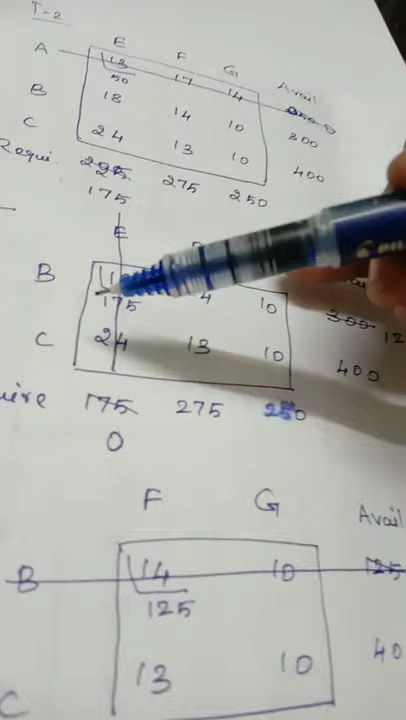 T-2
E F G Avail
A 13 17 14
50
B 18 14 10 300
C 24 13 10 400
Requi. 225 275 250
175
E
B
175 4 10 300 12
C 24 13 10 400
uire 175 275 250
0
F G Avail
B 14 10 125
125
C 13 10 40